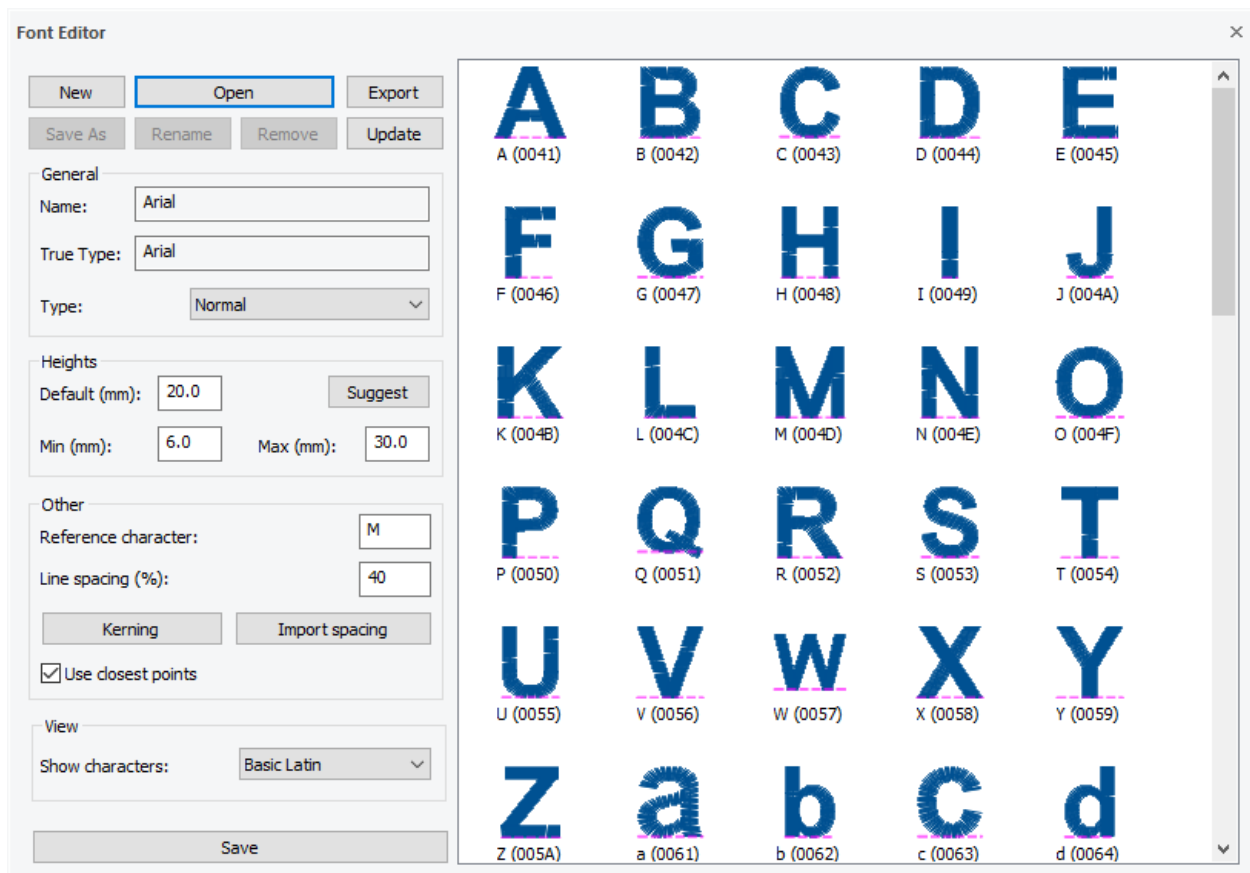 Font Editor
New Open Export
Save As Rename Remove Update
General
Name: Arial
True Type: Arial
Type: Normal
Heights
Default (mm): 20.0 Suggest
Min (mm): 6.0 Max (mm): 30.0
Other
Reference character: M
Line spacing (%): 40
Kerning Import spacing
Use closest points
View
Show characters: Basic Latin
Save
A B C D E
A (0041) B (0042) C (0043) D (0044) E (0045)
F G H I J
F (0046) G (0047) H (0048) I (0049) J (004A)
K L M N O
K (004B) L (004C) M (004D) N (004E) O (004F)
P Q R S T
P (0050) Q (0051) R (0052) S (0053) T (0054)
U V W X Y
U (0055) V (0056) W (0057) X (0058) Y (0059)
Z a b c d
Z (005A) a (0061) b (0062) c (0063) d (0064)